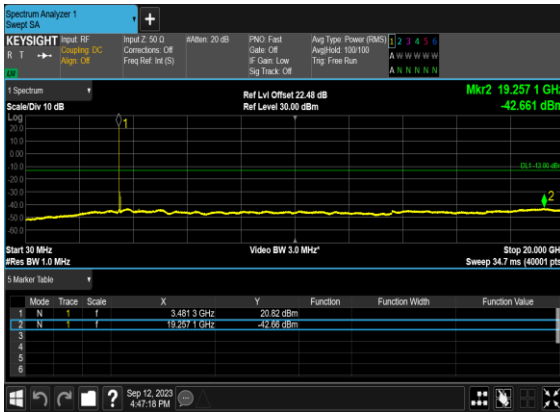 Spectrum Analyzer 1
Swept SA
+
KEYSIGHT
R T
Input: RF
Coupling: DC
Align: Off
Input Z: 50 Ω
Corrections: Off
Freq Ref: Int (S)
#Atten: 20 dB
PNO: Fast
Gate: Off
IF Gain: Low
Sig Track: Off
Avg Type: Power (RMS)
Avg|Hold: 100/100
Trig: Free Run
1 2 3 4 5 6
A W W W W W
A N N N N N
1 Spectrum
Scale/Div 10 dB
Ref Lvl Offset 22.48 dB
Ref Level 30.00 dBm
Mkr2 19.257 1 GHz
-42.661 dBm
Log
20.0
10.0
0.00
-10.0
-20.0
-30.0
-40.0
-50.0
-60.0
1
DL1 -13.00 dBm
2
Start 30 MHz
#Res BW 1.0 MHz
Video BW 3.0 MHz*
Stop 20.000 GH
Sweep 34.7 ms (40001 pts
5 Marker Table
Mode Trace Scale X Y Function Function Width Function Value
1 N 1 f 3.481 3 GHz 20.82 dBm
2 N 1 f 19.257 1 GHz -42.66 dBm
3
4
5
6
?
Sep 12, 2023
4:47:18 PM